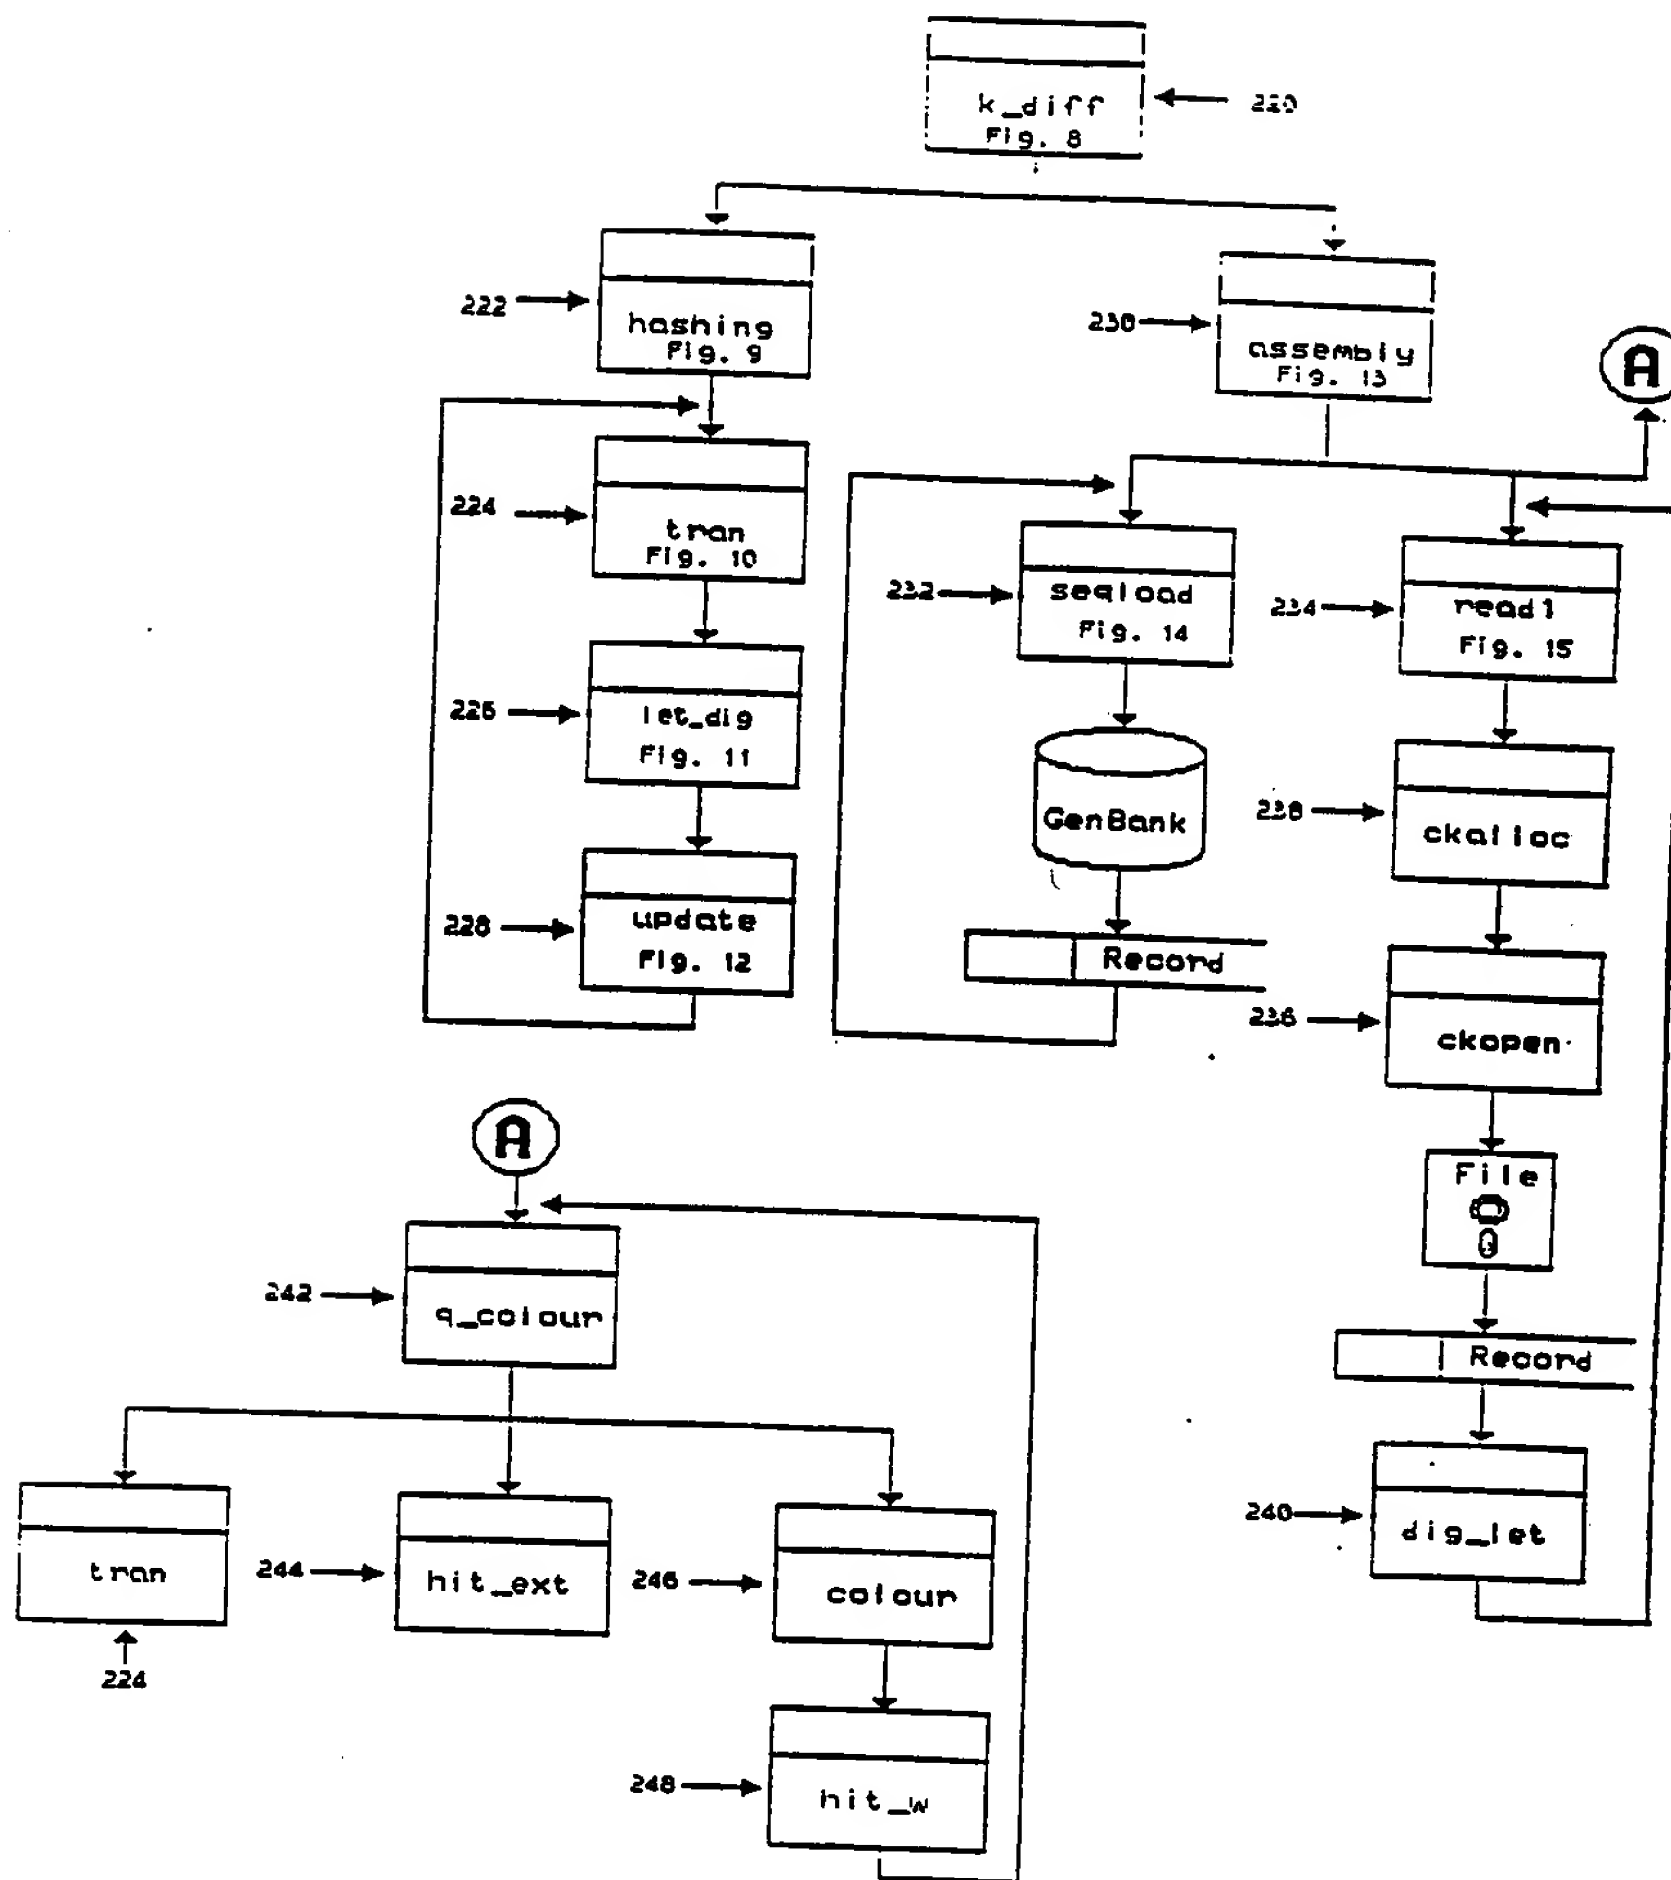 k_diff
Fig. 8
220
222
hashing
Fig. 9
230
assembly
Fig. 13
A
224
tran
Fig. 10
232
seqload
Fig. 14
234
read1
Fig. 15
226
let_dig
Fig. 11
GenBank
238
ckalloc
228
update
Fig. 12
Record
236
ckopen
A
File
242
q_colour
Record
tran
224
244
hit_ext
246
colour
240
dig_let
248
hit_w